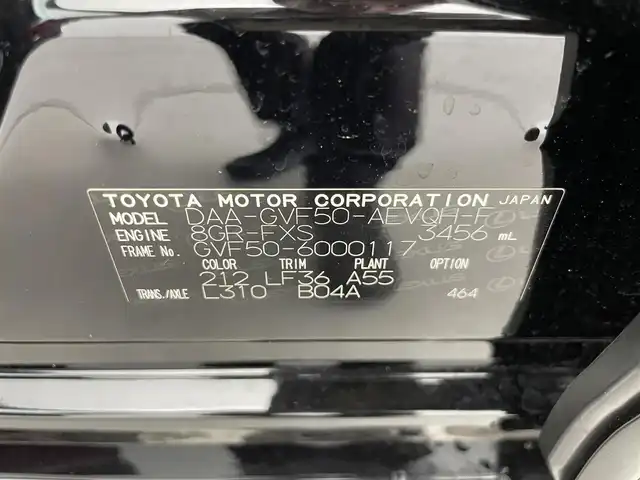 TOYOTA MOTOR CORPORATION JAPAN
MODEL DAA-GVF50-AEVQH-F
ENGINE 8GR-FXS 3456 mL
FRAME No. GVF50-6000117
COLOR TRIM PLANT OPTION
212 LF36 A55
TRANS./AXLE L310 B04A 464